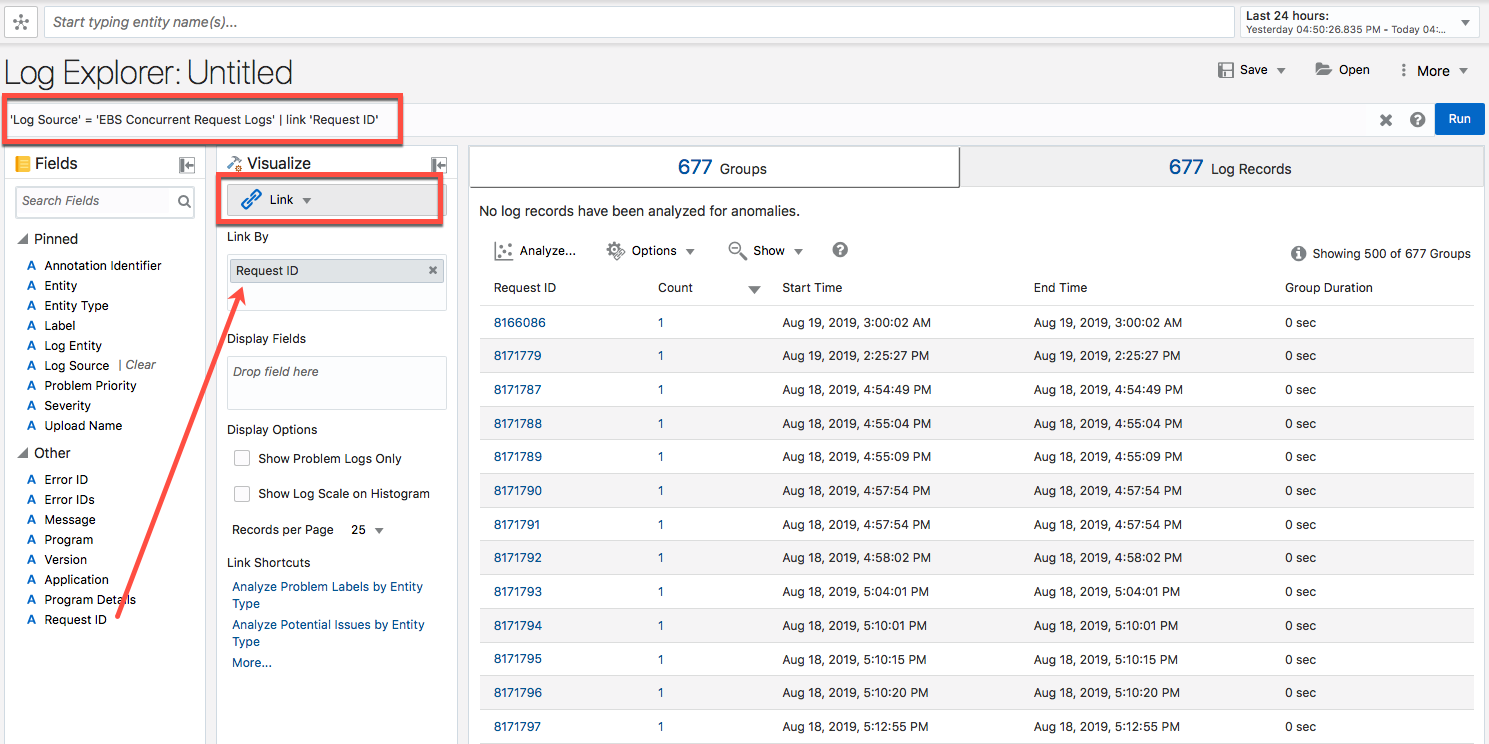 Start typing entity name(s)...
Last 24 hours:
Yesterday 04:50:26.835 PM - Today 04:...
Log Explorer: Untitled
Save
Open
More
'Log Source' = 'EBS Concurrent Request Logs' | link 'Request ID'
Run
Fields
Search Fields
Pinned
A Annotation Identifier
A Entity
A Entity Type
A Label
A Log Entity
A Log Source | Clear
A Problem Priority
A Severity
A Upload Name
Other
A Error ID
A Error IDs
A Message
A Program
A Version
A Application
A Program Details
A Request ID
Visualize
Link
Link By
Request ID
Display Fields
Drop field here
Display Options
Show Problem Logs Only
Show Log Scale on Histogram
Records per Page 25
Link Shortcuts
Analyze Problem Labels by Entity
Type
Analyze Potential Issues by Entity
Type
More...
677 Groups
677 Log Records
No log records have been analyzed for anomalies.
Analyze...
Options
Show
Showing 500 of 677 Groups
Request ID Count Start Time End Time Group Duration
8166086 1 Aug 19, 2019, 3:00:02 AM Aug 19, 2019, 3:00:02 AM 0 sec
8171779 1 Aug 19, 2019, 2:25:27 PM Aug 19, 2019, 2:25:27 PM 0 sec
8171787 1 Aug 18, 2019, 4:54:49 PM Aug 18, 2019, 4:54:49 PM 0 sec
8171788 1 Aug 18, 2019, 4:55:04 PM Aug 18, 2019, 4:55:04 PM 0 sec
8171789 1 Aug 18, 2019, 4:55:09 PM Aug 18, 2019, 4:55:09 PM 0 sec
8171790 1 Aug 18, 2019, 4:57:54 PM Aug 18, 2019, 4:57:54 PM 0 sec
8171791 1 Aug 18, 2019, 4:57:54 PM Aug 18, 2019, 4:57:54 PM 0 sec
8171792 1 Aug 18, 2019, 4:58:02 PM Aug 18, 2019, 4:58:02 PM 0 sec
8171793 1 Aug 18, 2019, 5:04:01 PM Aug 18, 2019, 5:04:01 PM 0 sec
8171794 1 Aug 18, 2019, 5:10:01 PM Aug 18, 2019, 5:10:01 PM 0 sec
8171795 1 Aug 18, 2019, 5:10:15 PM Aug 18, 2019, 5:10:15 PM 0 sec
8171796 1 Aug 18, 2019, 5:10:20 PM Aug 18, 2019, 5:10:20 PM 0 sec
8171797 1 Aug 18, 2019, 5:12:55 PM Aug 18, 2019, 5:12:55 PM 0 sec